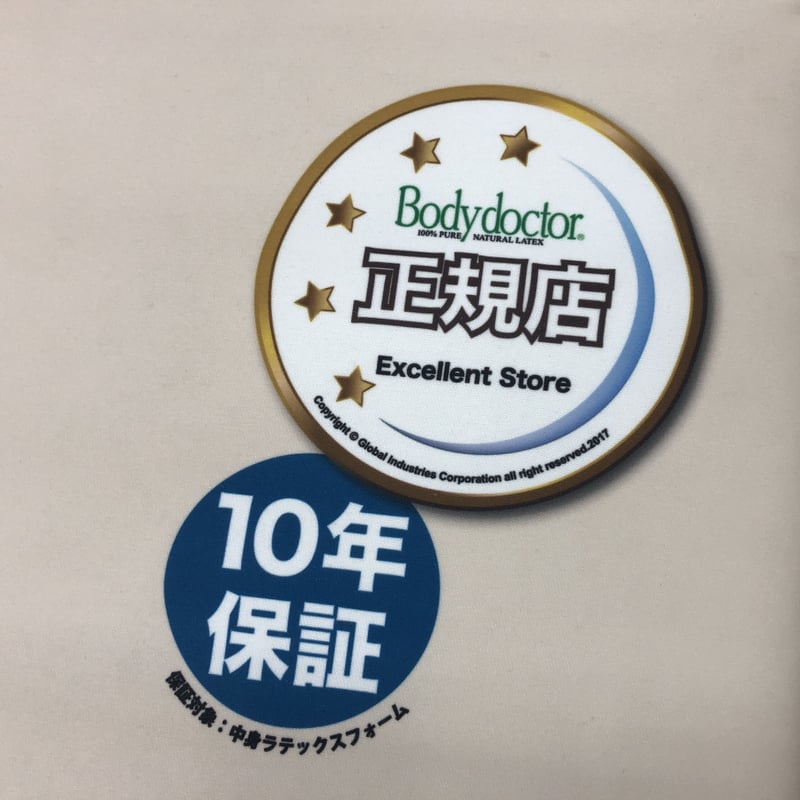 Bodydoctor®
100% PURE NATURAL LATEX
正規店
Excellent Store
Copyright © Global Industries Corporation all right reserved.2017
10年
保証
保証対象：中身ラテックスフォーム